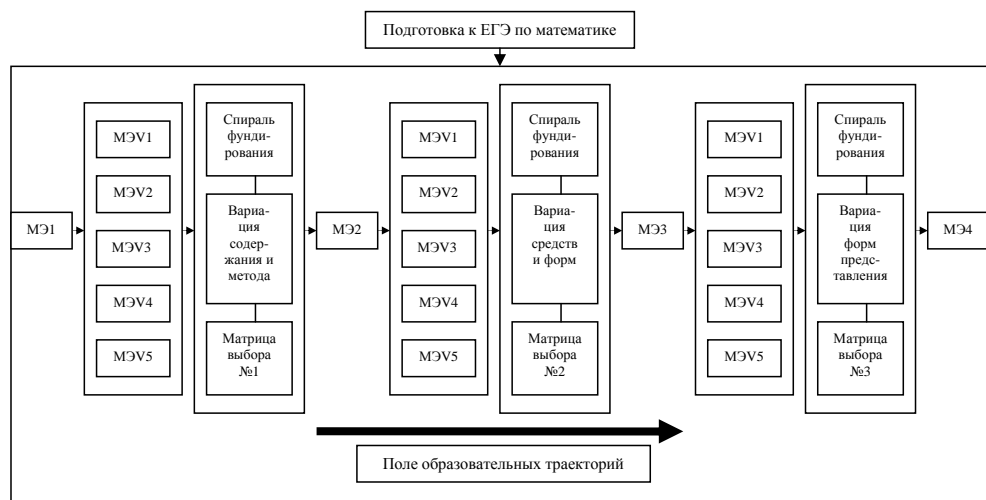 Подготовка к ЕГЭ по математике
МЭ1
МЭV1
МЭV2
МЭV3
МЭV4
МЭV5
Спираль
фунди-
рования
Вариа-
ция
содер-
жания и
метода
Матрица
выбора
№1
МЭ2
МЭV1
МЭV2
МЭV3
МЭV4
МЭV5
Спираль
фунди-
рования
Вариа-
ция
средств
и форм
Матрица
выбора
№2
МЭ3
МЭV1
МЭV2
МЭV3
МЭV4
МЭV5
Спираль
фунди-
рования
Вариа-
ция
форм
предс-
тавления
Матрица
выбора
№3
МЭ4
Поле образовательных траекторий